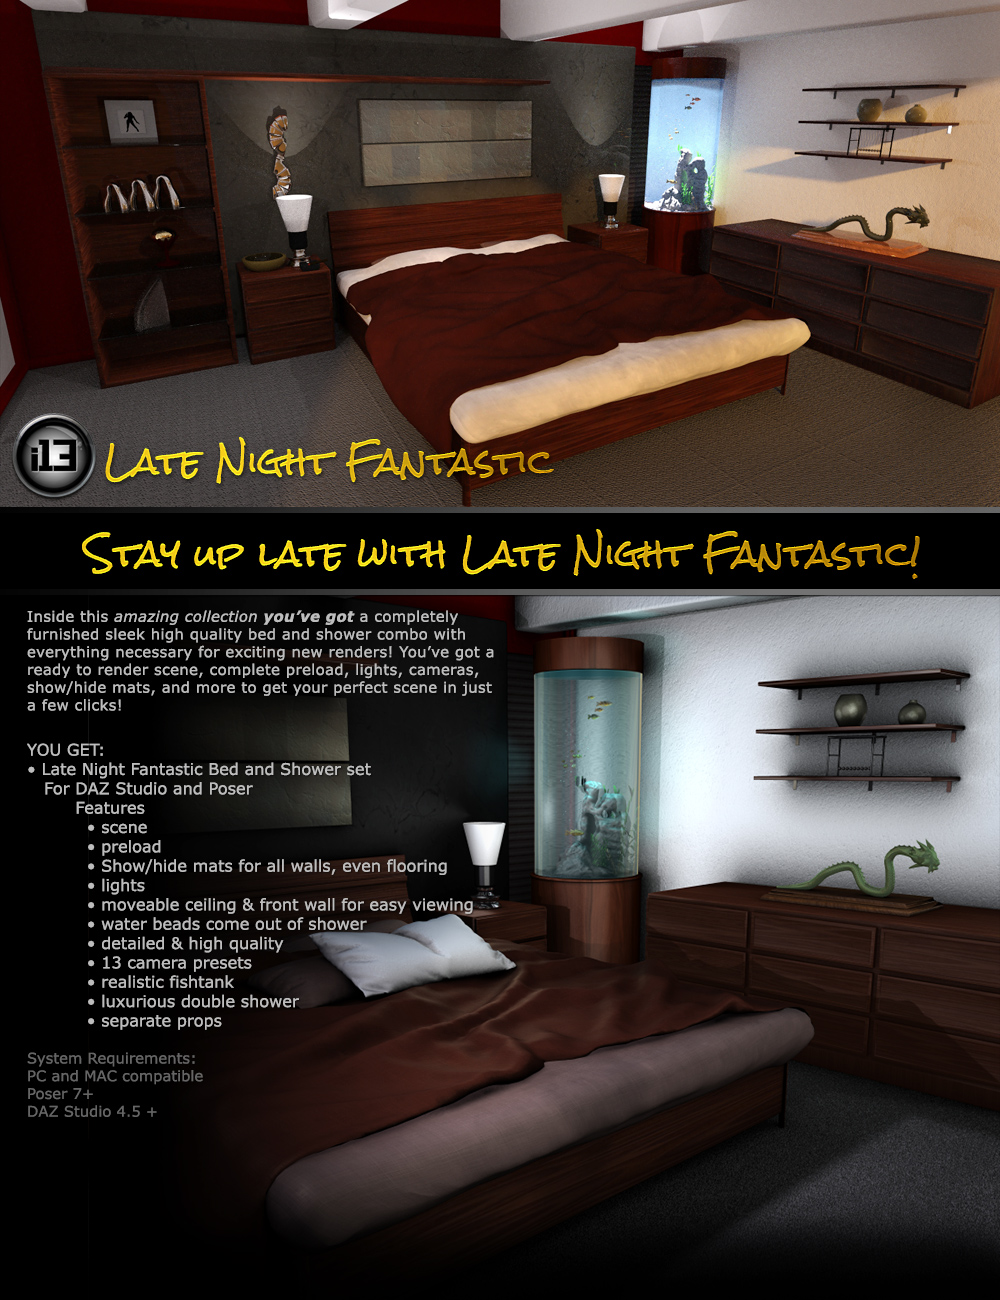 i13
Late Night Fantastic
Stay up late with Late Night Fantastic!
Inside this amazing collection you've got a completely
furnished sleek high quality bed and shower combo with
everything necessary for exciting new renders! You've got a
ready to render scene, complete preload, lights, cameras,
show/hide mats, and more to get your perfect scene in just
a few clicks!
YOU GET:
• Late Night Fantastic Bed and Shower set
For DAZ Studio and Poser
Features
• scene
• preload
• Show/hide mats for all walls, even flooring
• lights
• moveable ceiling & front wall for easy viewing
• water beads come out of shower
• detailed & high quality
• 13 camera presets
• realistic fishtank
• luxurious double shower
• separate props
System Requirements:
PC and MAC compatible
Poser 7+
DAZ Studio 4.5 +